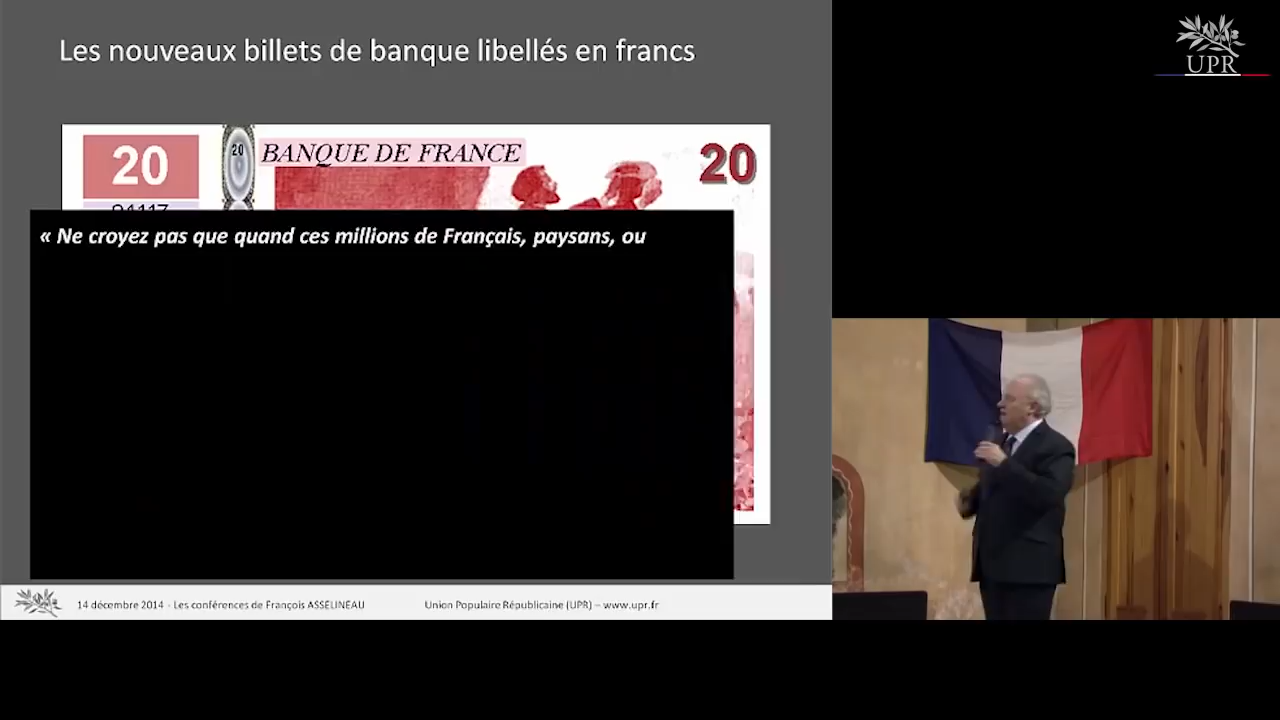 Les nouveaux billets de banque libellés en francs
UPR
20
20
BANQUE DE FRANCE
20
« Ne croyez pas que quand ces millions de Français, paysans, ou
14 décembre 2014 - Les conférences de François ASSELINEAU
Union Populaire Républicaine (UPR) – www.upr.fr